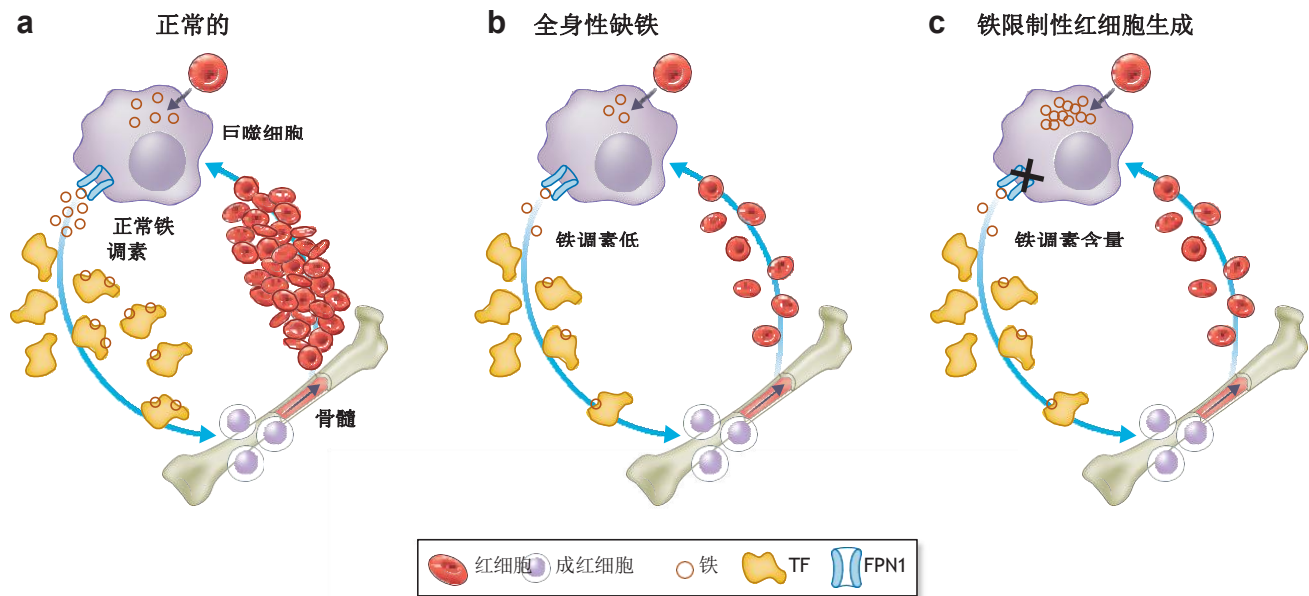 a 正常的
b 全身性缺铁
c 铁限制性红细胞生成
巨噬细胞
正常铁
调素
骨髓
铁调素低
铁调素含量
红细胞 成红细胞 铁 TF FPN1